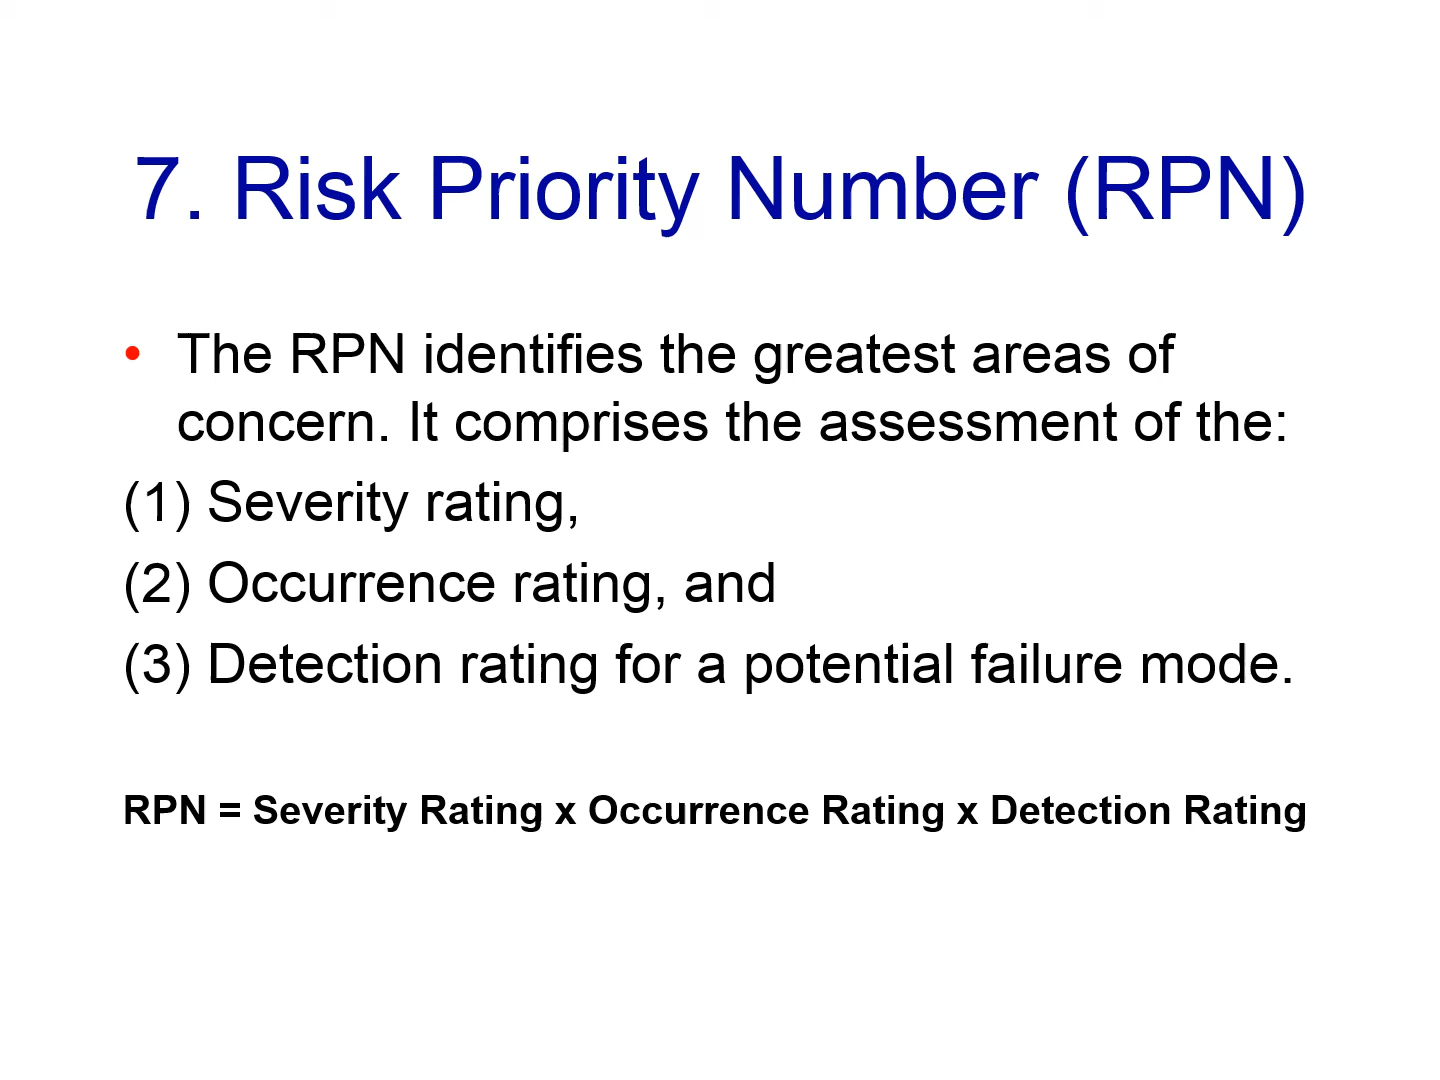 7. Risk Priority Number (RPN)
• The RPN identifies the greatest areas of
concern. It comprises the assessment of the:
(1) Severity rating,
(2) Occurrence rating, and
(3) Detection rating for a potential failure mode.
RPN = Severity Rating x Occurrence Rating x Detection Rating